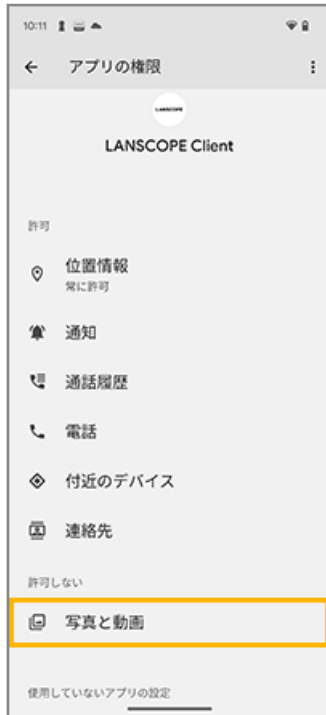 10:11
アプリの権限
LANSCOPE
LANSCOPE Client
許可
位置情報
常に許可
通知
通話履歴
電話
付近のデバイス
連絡先
許可しない
写真と動画
使用していないアプリの設定